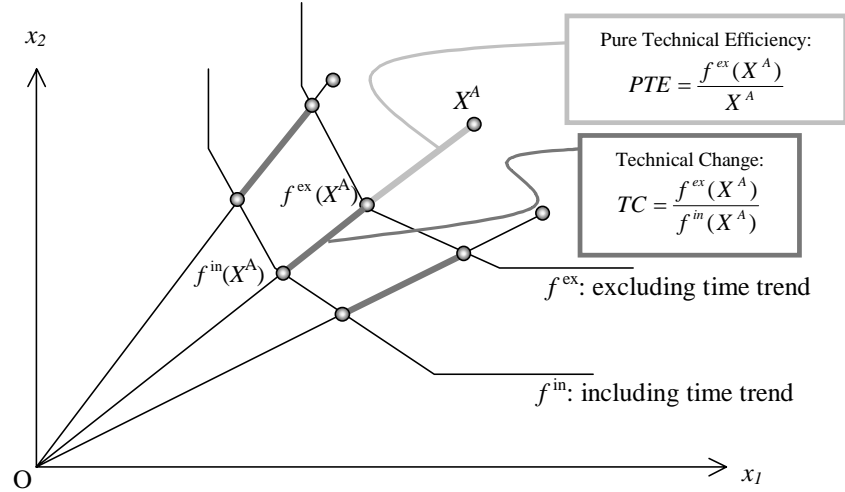 x2
Pure Technical Efficiency:
PTE = f^ex(X^A) / X^A
X^A
Technical Change:
TC = f^ex(X^A) / f^in(X^A)
f^ex(X^A)
f^in(X^A)
f^ex: excluding time trend
f^in: including time trend
O
x1